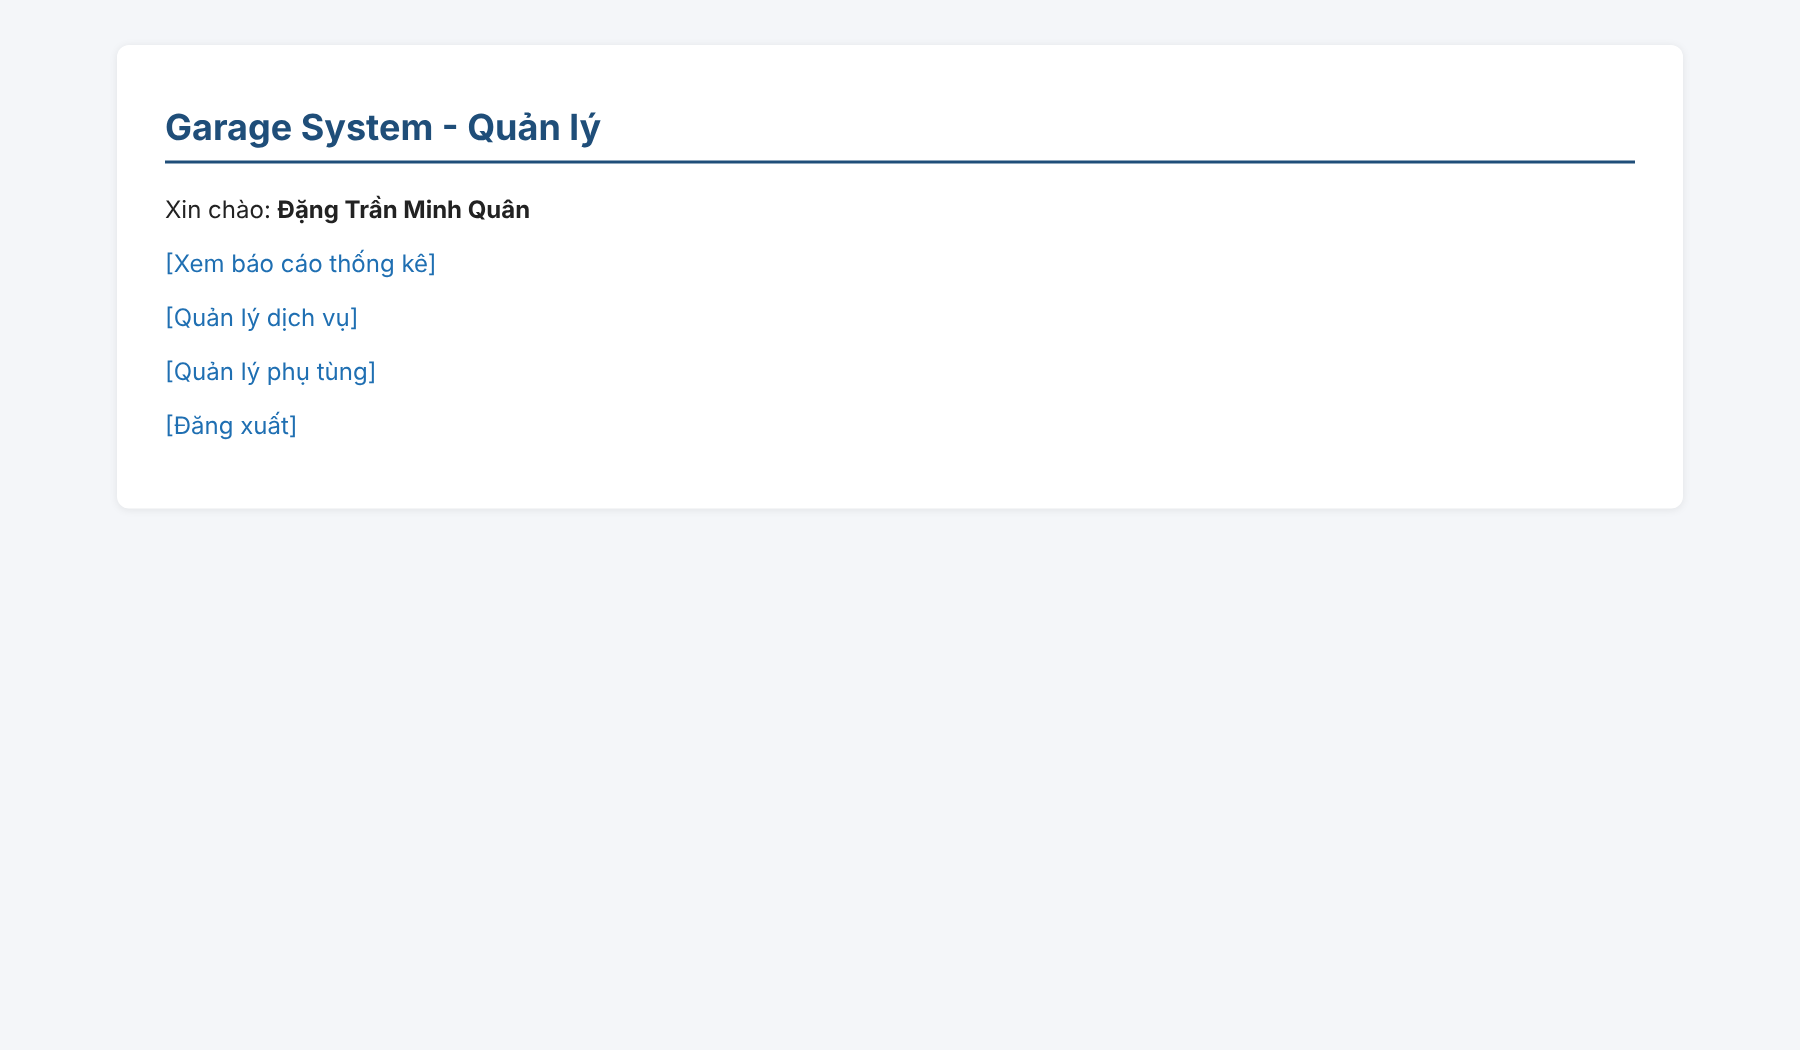 Garage System - Quản lý
Xin chào: Đặng Trần Minh Quân
[Xem báo cáo thống kê]
[Quản lý dịch vụ]
[Quản lý phụ tùng]
[Đăng xuất]